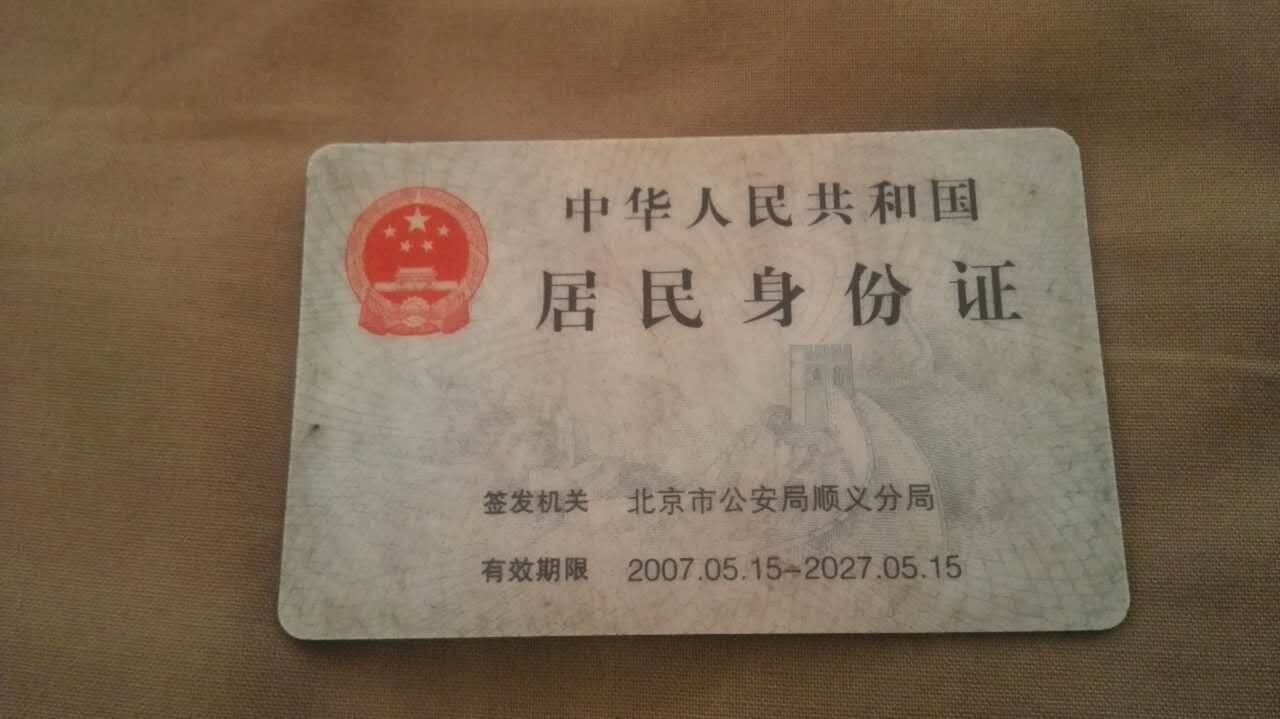 中华人民共和国
居民身份证
签发机关 北京市公安局顺义分局
有效期限 2007.05.15-2027.05.15